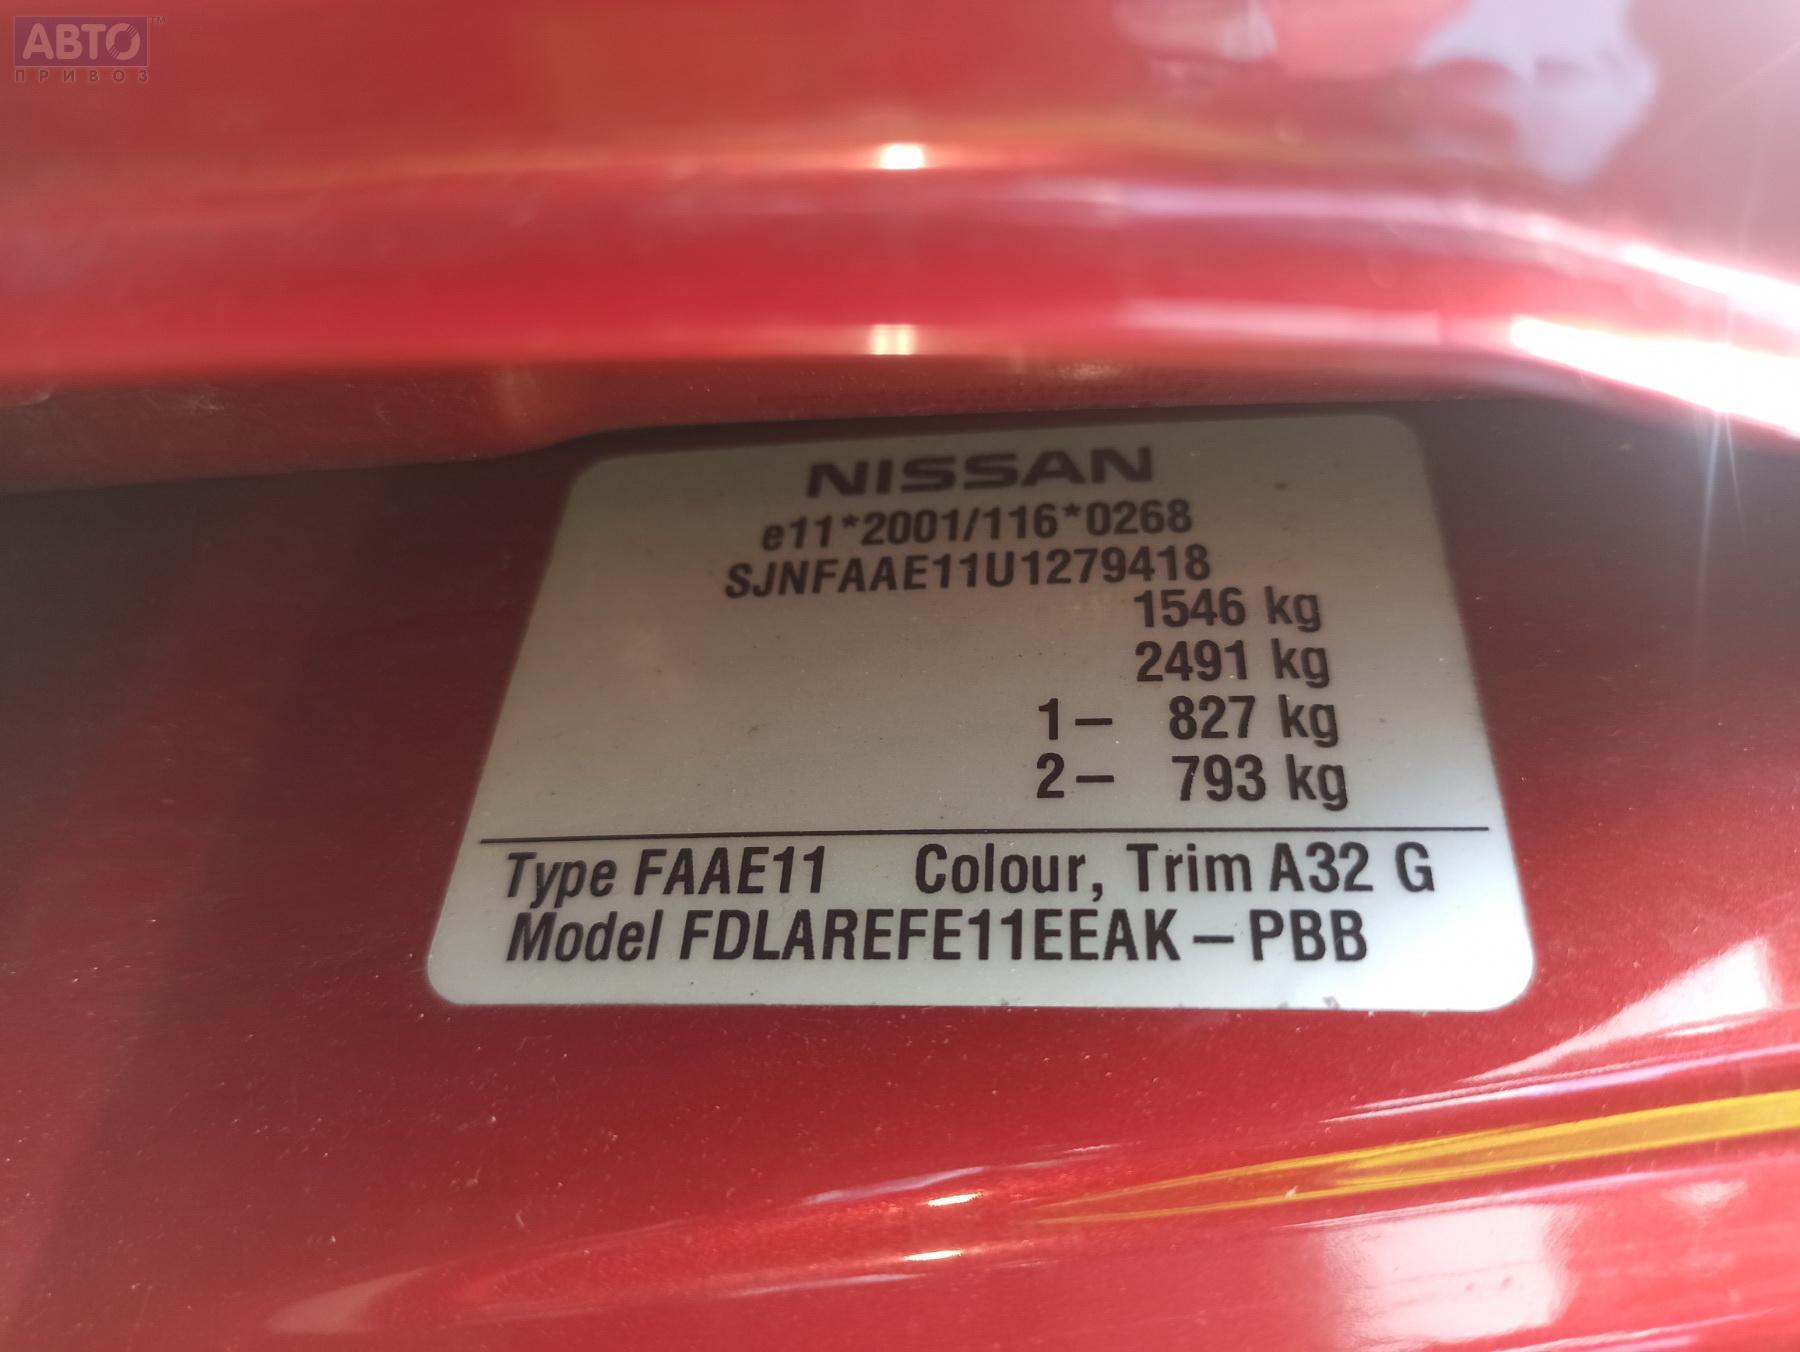 АВТО™
ПРИВОЗ
NISSAN
e11*2001/116*0268
SJNFAAE11U1279418
1546 kg
2491 kg
1– 827 kg
2– 793 kg
Type FAAE11 Colour, Trim A32 G
Model FDLAREFE11EEAK – PBB